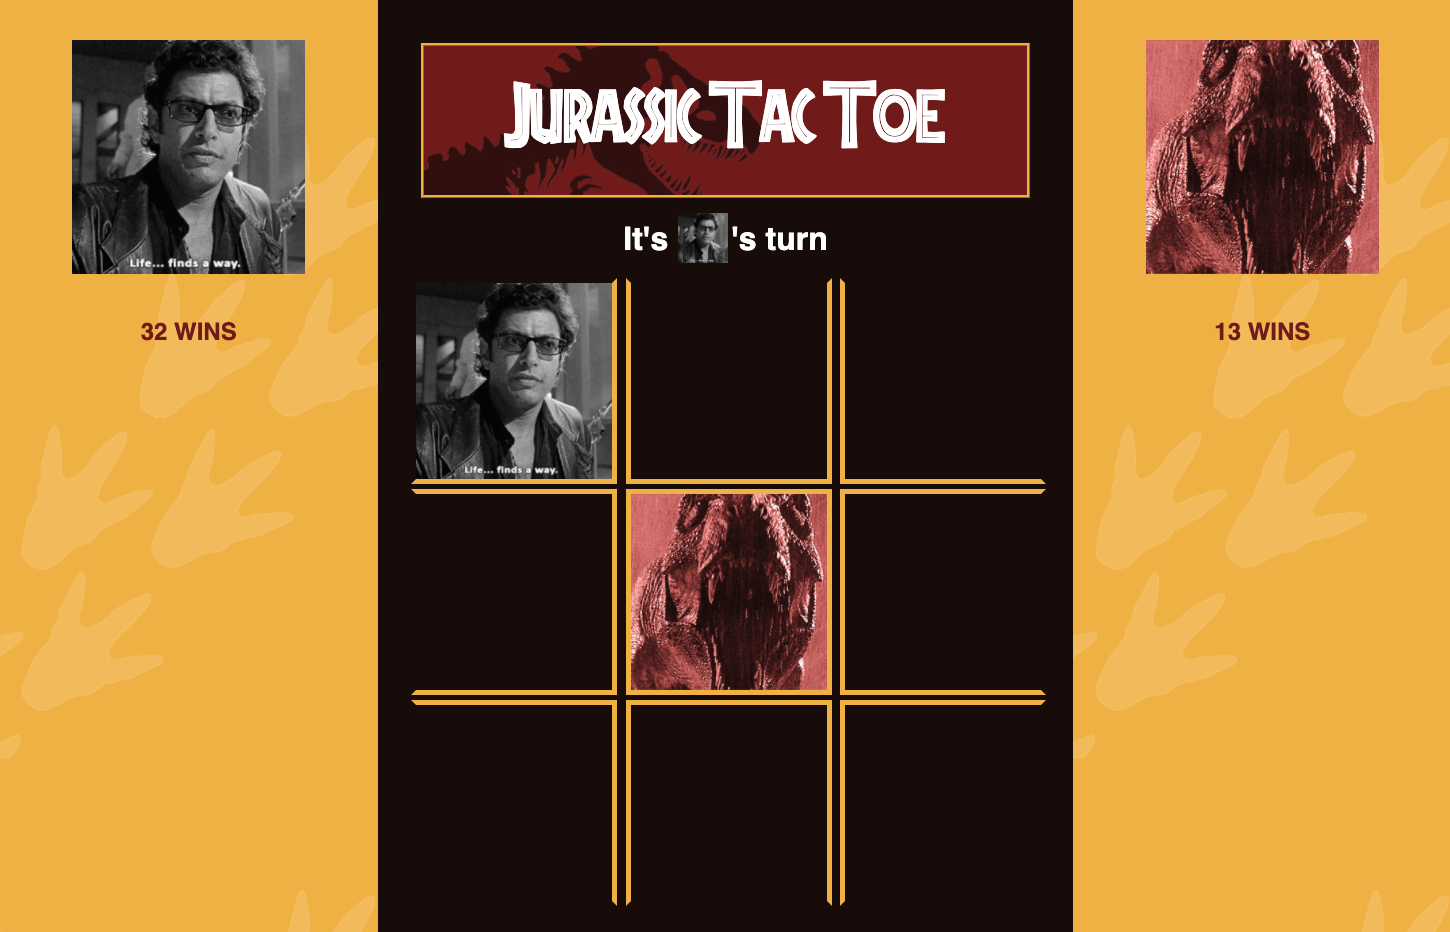 JURASSIC TAC TOE
It's 's turn
Life... finds a way.
32 WINS
13 WINS
Life... finds a way.